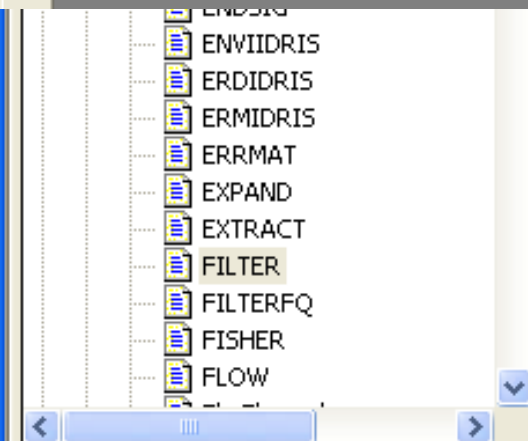 ENVIIDRIS
ERDIDRIS
ERMIDRIS
ERRMAT
EXPAND
EXTRACT
FILTER
FILTERFQ
FISHER
FLOW